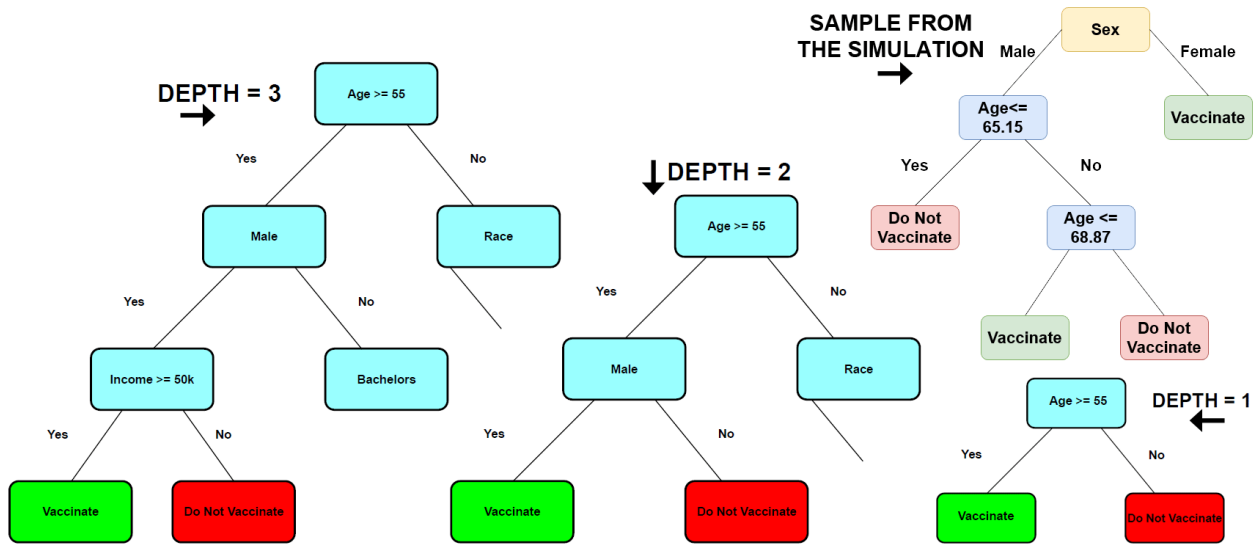 DEPTH = 3
Age >= 55
Yes
No
Male
Race
Yes
No
Income >= 50k
Bachelors
Yes
No
Vaccinate
Do Not Vaccinate
DEPTH = 2
Age >= 55
Yes
No
Male
Race
Yes
No
Vaccinate
Do Not Vaccinate
SAMPLE FROM
THE SIMULATION
Sex
Male
Female
Age<=
65.15
Vaccinate
Yes
No
Do Not
Vaccinate
Age <=
68.87
Vaccinate
Do Not
Vaccinate
DEPTH = 1
Age >= 55
Yes
No
Vaccinate
Do Not Vaccinate